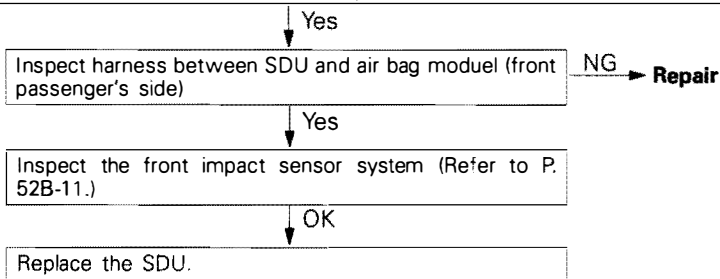 Yes
Inspect harness between SDU and air bag moduel (front
passenger's side)
NG
Repair
Yes
Inspect the front impact sensor system (Refer to P.
52B-11.)
OK
Replace the SDU.